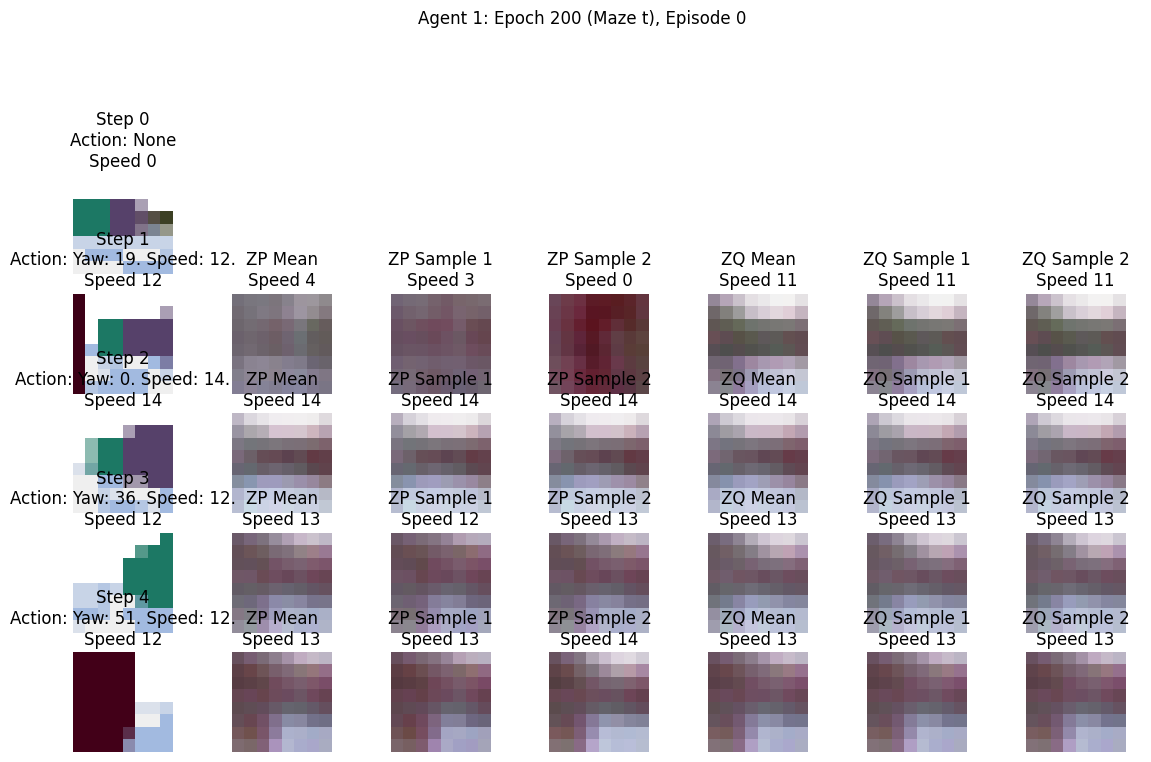 Agent 1: Epoch 200 (Maze t), Episode 0
Step 0
Action: None
Speed 0
Step 1
Action: Yaw: 19. Speed: 12.
Speed 12
ZP Mean
Speed 4
ZP Sample 1
Speed 3
ZP Sample 2
Speed 0
ZQ Mean
Speed 11
ZQ Sample 1
Speed 11
ZQ Sample 2
Speed 11
Step 2
Action: Yaw: 0. Speed: 14.
Speed 14
ZP Mean
Speed 14
ZP Sample 1
Speed 14
ZP Sample 2
Speed 14
ZQ Mean
Speed 14
ZQ Sample 1
Speed 14
ZQ Sample 2
Speed 14
Step 3
Action: Yaw: 36. Speed: 12.
Speed 12
ZP Mean
Speed 13
ZP Sample 1
Speed 12
ZP Sample 2
Speed 13
ZQ Mean
Speed 13
ZQ Sample 1
Speed 13
ZQ Sample 2
Speed 13
Step 4
Action: Yaw: 51. Speed: 12.
Speed 12
ZP Mean
Speed 13
ZP Sample 1
Speed 13
ZP Sample 2
Speed 14
ZQ Mean
Speed 13
ZQ Sample 1
Speed 13
ZQ Sample 2
Speed 13